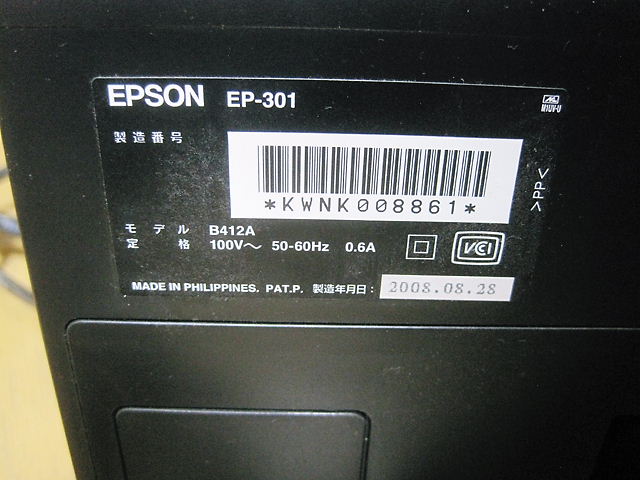 EPSON EP-301
製造番号
*KWNK008861*
モデル B412A
定格 100V～ 50-60Hz 0.6A
VCCI
MADE IN PHILIPPINES. PAT.P. 製造年月日: 2008.08.28
>PP<